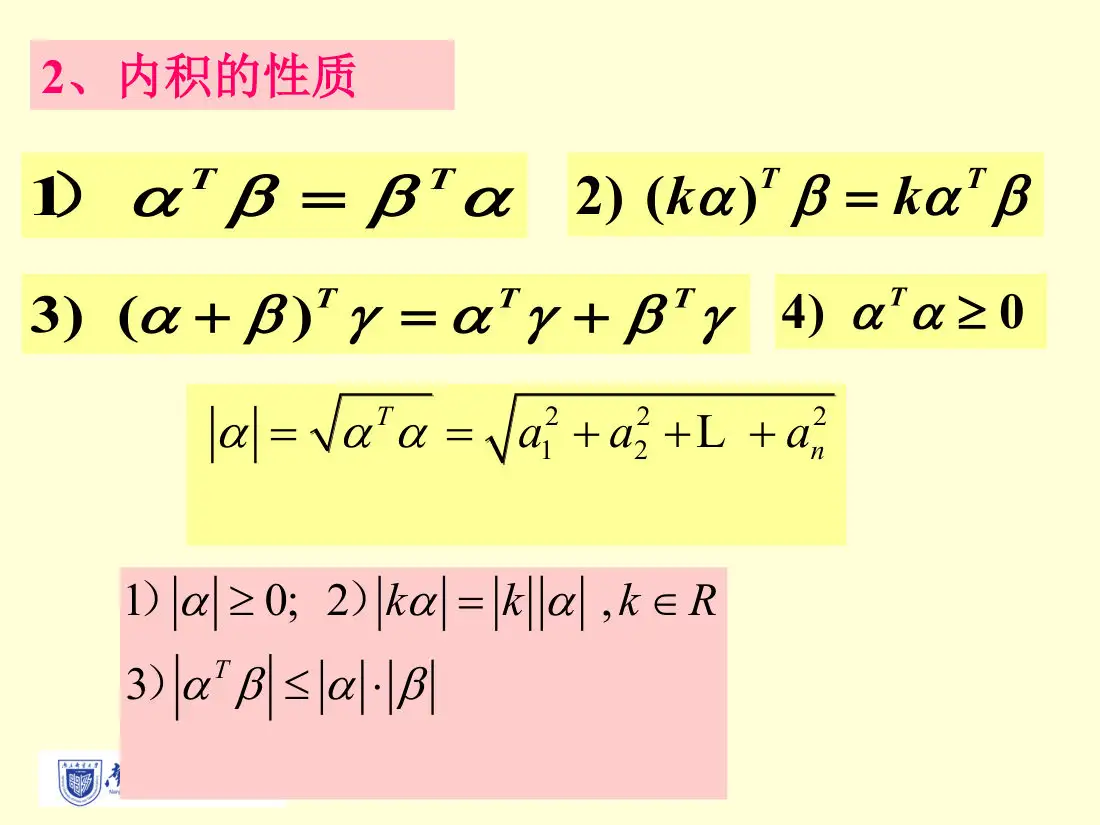 2、内积的性质
1） α^T β = β^T α 2) (kα)^T β = kα^T β
3) (α + β)^T γ = α^T γ + β^T γ 4) α^T α ≥ 0
|α| = √(α^T α) = √(a_1^2 + a_2^2 + L + a_n^2)
1）|α| ≥ 0; 2）|kα| = |k||α| , k ∈ R
3）|α^T β| ≤ |α|·|β|